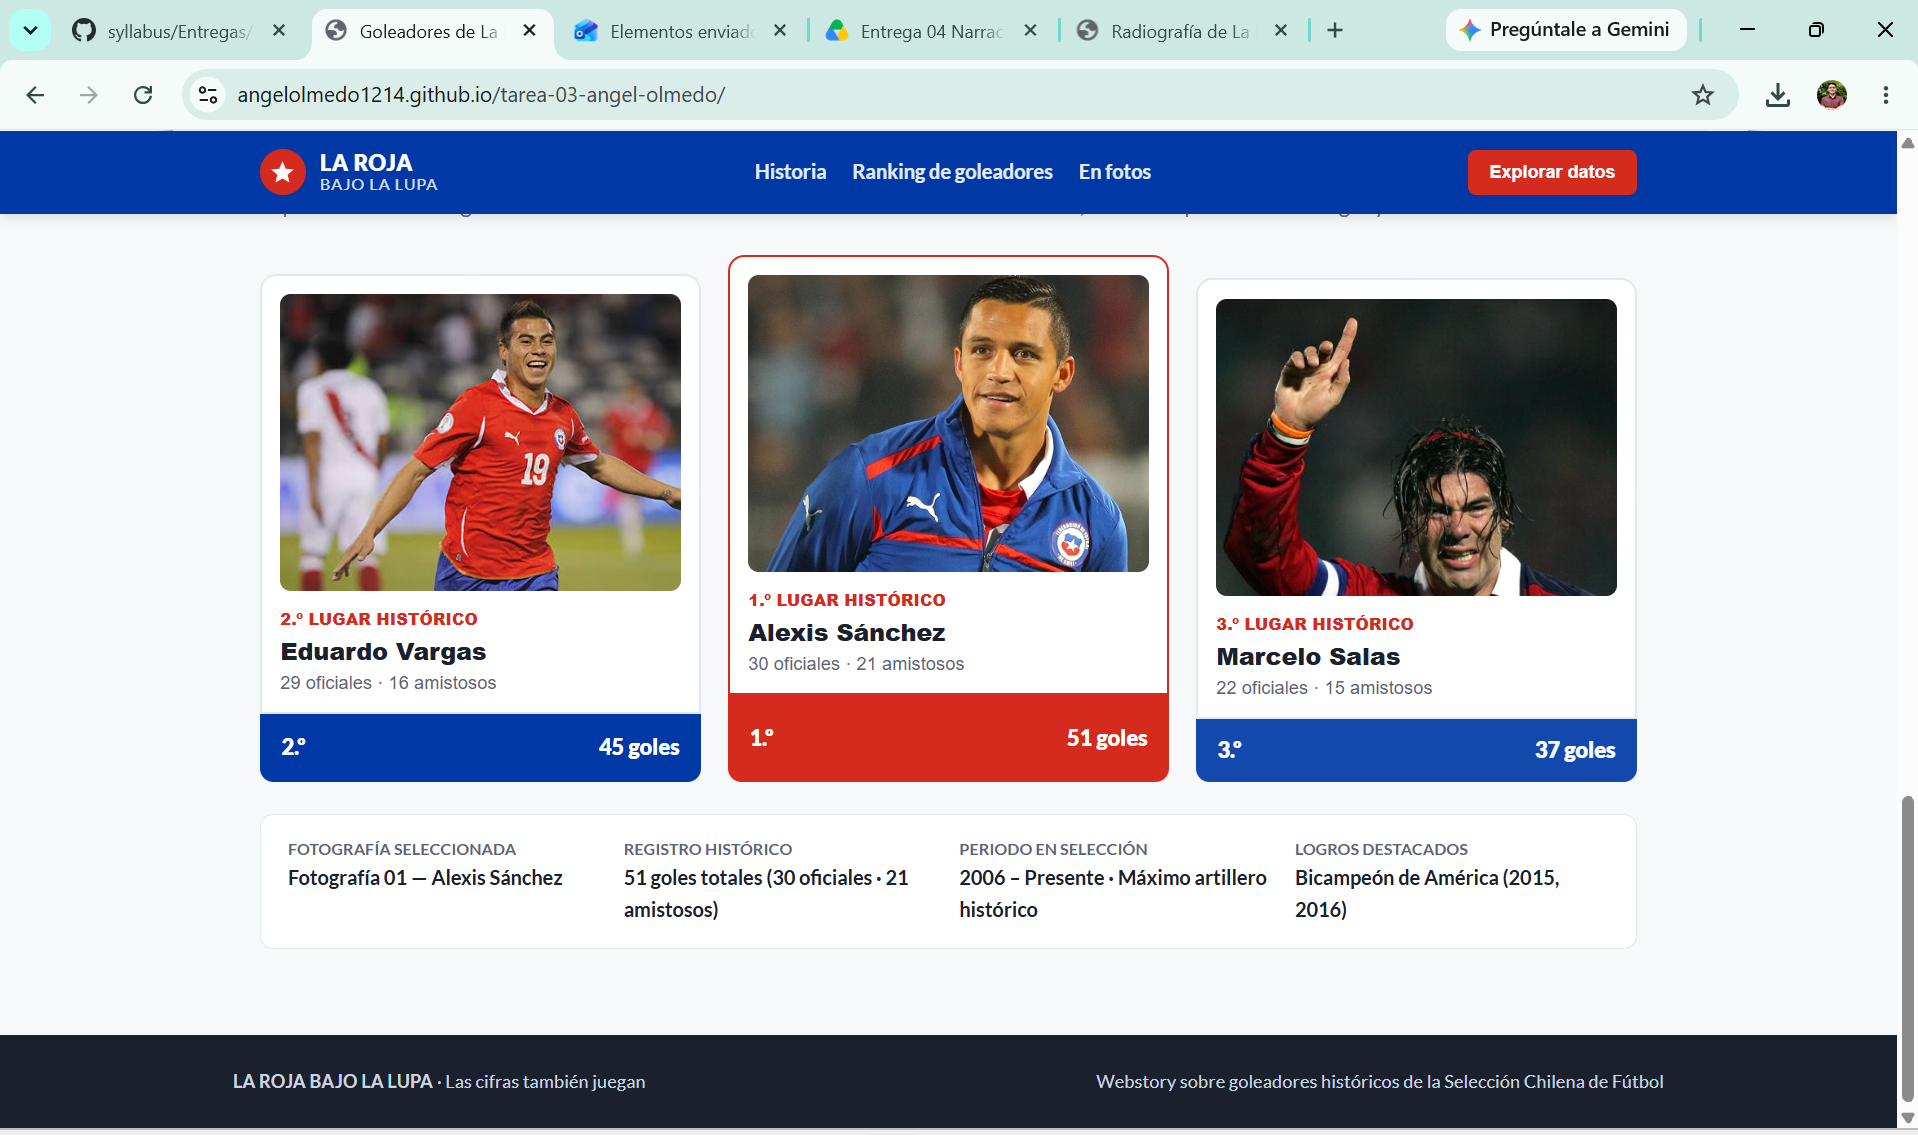 syllabus/Entregas/
Goleadores de La
Elementos enviado
Entrega 04 Narrac
Radiografía de La
Pregúntale a Gemini
angelolmedo1214.github.io/tarea-03-angel-olmedo/
LA ROJA
BAJO LA LUPA
Historia
Ranking de goleadores
En fotos
Explorar datos
19
2.º LUGAR HISTÓRICO
Eduardo Vargas
29 oficiales · 16 amistosos
2.º
45 goles
1.º LUGAR HISTÓRICO
Alexis Sánchez
30 oficiales · 21 amistosos
1.º
51 goles
3.º LUGAR HISTÓRICO
Marcelo Salas
22 oficiales · 15 amistosos
3.º
37 goles
FOTOGRAFÍA SELECCIONADA
Fotografía 01 — Alexis Sánchez
REGISTRO HISTÓRICO
51 goles totales (30 oficiales · 21
amistosos)
PERIODO EN SELECCIÓN
2006 – Presente · Máximo artillero
histórico
LOGROS DESTACADOS
Bicampeón de América (2015,
2016)
LA ROJA BAJO LA LUPA · Las cifras también juegan
Webstory sobre goleadores históricos de la Selección Chilena de Fútbol